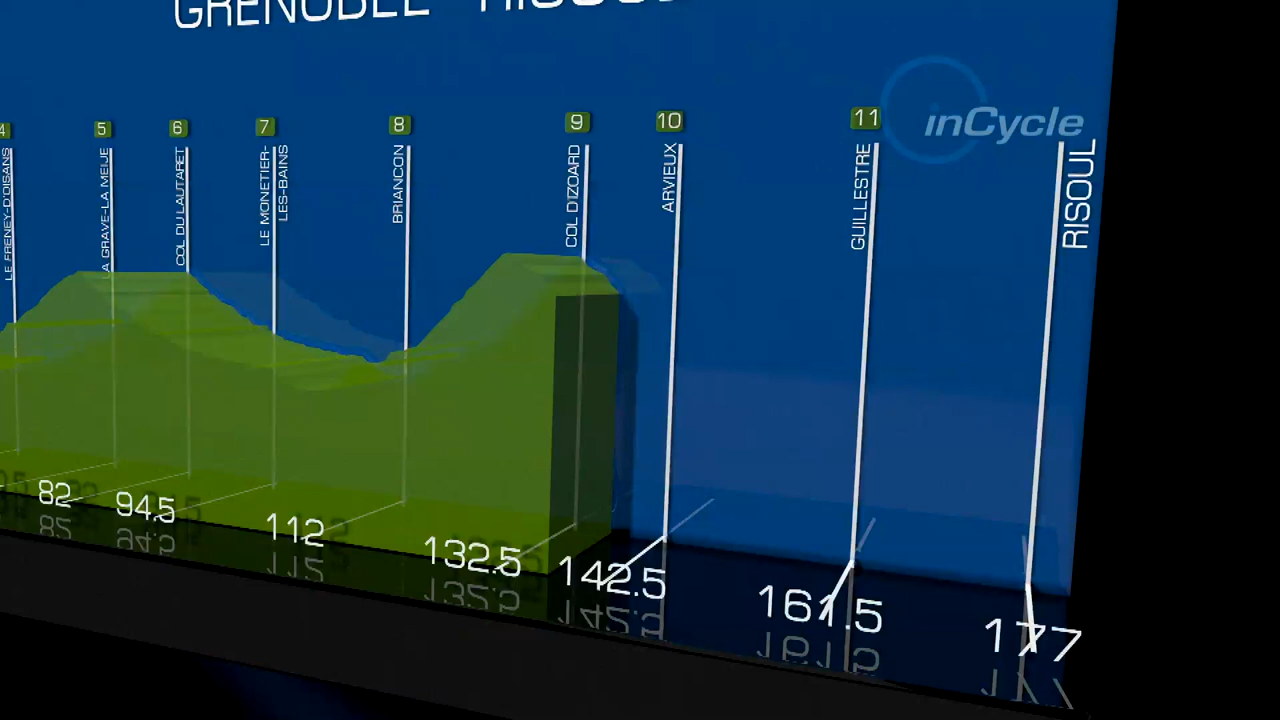 GRENOBLE - RISOUL
inCycle
4
5
6
7
8
9
10
11
LE FRENEY-D'OISANS
LA GRAVE-LA MEIJE
COL DU LAUTARET
LE MONETIER-
LES-BAINS
BRIANCON
COL D'IZOARD
ARVIEUX
GUILLESTRE
RISOUL
82
94.5
112
132.5
142.5
161.5
177